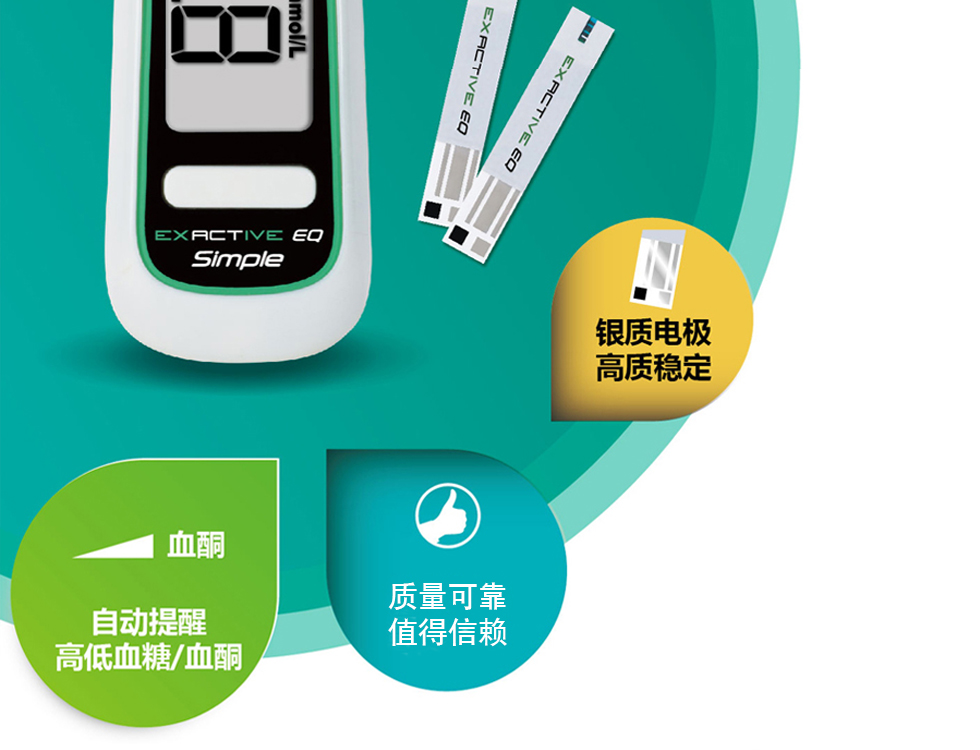 8
mmol/L
EXACTIVE EQ
EXACTIVE EQ
EXACTIVE EQ
Simple
银质电极
高质稳定
血酮
自动提醒
高低血糖/血酮
质量可靠
值得信赖